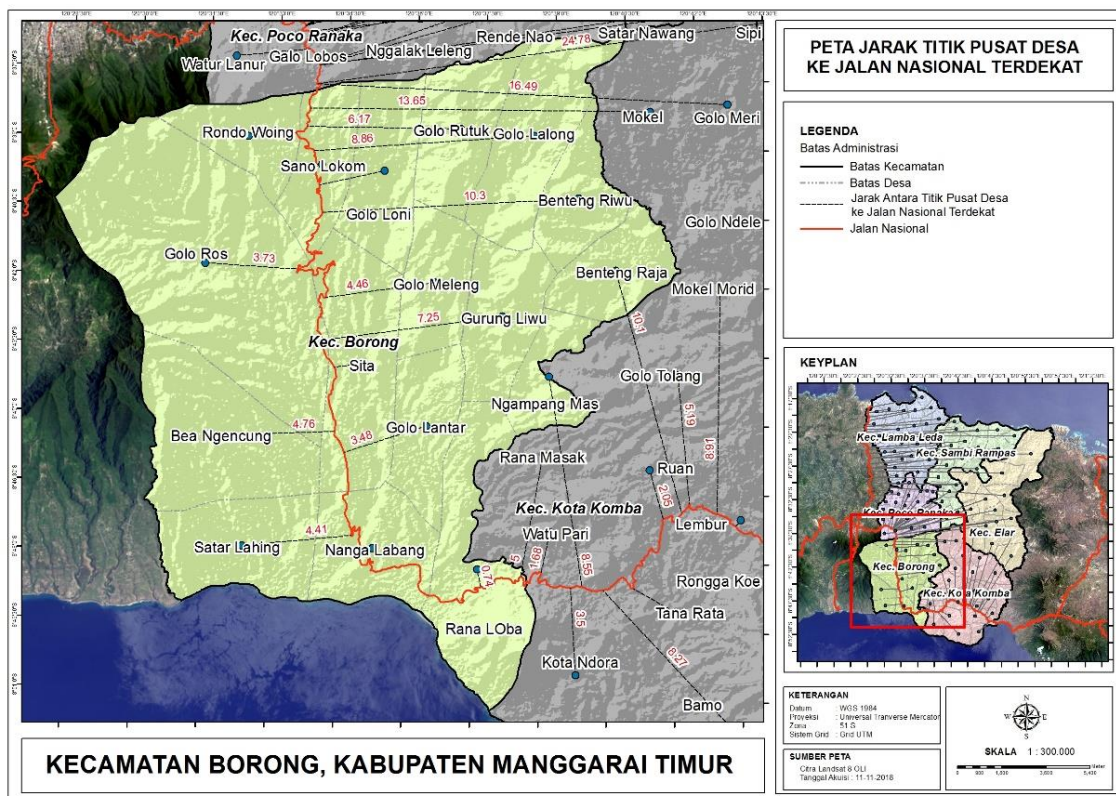 Kec. Poco Ranaka
Rende Nao
Satar Nawang
Sipi
Watur Lanur
Galo Lobos
Nggalak Leleng
24.78
16.49
13.65
Mokel
Golo Meri
6.17
Rondo Woing
Golo Rutuk
Golo Lalong
8.86
Sano Lokom
10.3
Benteng Riwu
Golo Loni
Golo Ndele
Golo Ros
3.73
Benteng Raja
4.46
Golo Meleng
Mokel Morid
7.25
Gurung Liwu
10.1
Kec. Borong
Sita
Golo Tolang
Ngampang Mas
5.19
4.76
Bea Ngencung
3.48
Golo Lantar
8.91
Rana Masak
Ruan
2.05
Kec. Kota Komba
Lembur
4.41
Watu Pari
Satar Lahing
Nanga Labang
5
1.68
8.55
0.74
Rongga Koe
Tana Rata
Rana LOba
3.5
8.27
Kota Ndora
Bamo
KECAMATAN BORONG, KABUPATEN MANGGARAI TIMUR
PETA JARAK TITIK PUSAT DESA
KE JALAN NASIONAL TERDEKAT
LEGENDA
Batas Administrasi
Batas Kecamatan
Batas Desa
Jarak Antara Titik Pusat Desa
ke Jalan Nasional Terdekat
Jalan Nasional
KEYPLAN
Kec. Lamba Leda
Kec. Sambi Rampas
Kec. Poco Ranaka
Kec. Elar
Kec. Borong
Kec. Kota Komba
KETERANGAN
Datum : WGS 1984
Proyeksi : Universal Tranverse Mercator
Zona : 51 S
Sistem Grid : Grid UTM
SUMBER PETA
Citra Landsat 8 OLI
Tanggal Akuisi : 11-11-2018
N
W E
S
SKALA 1 : 300.000
Meter